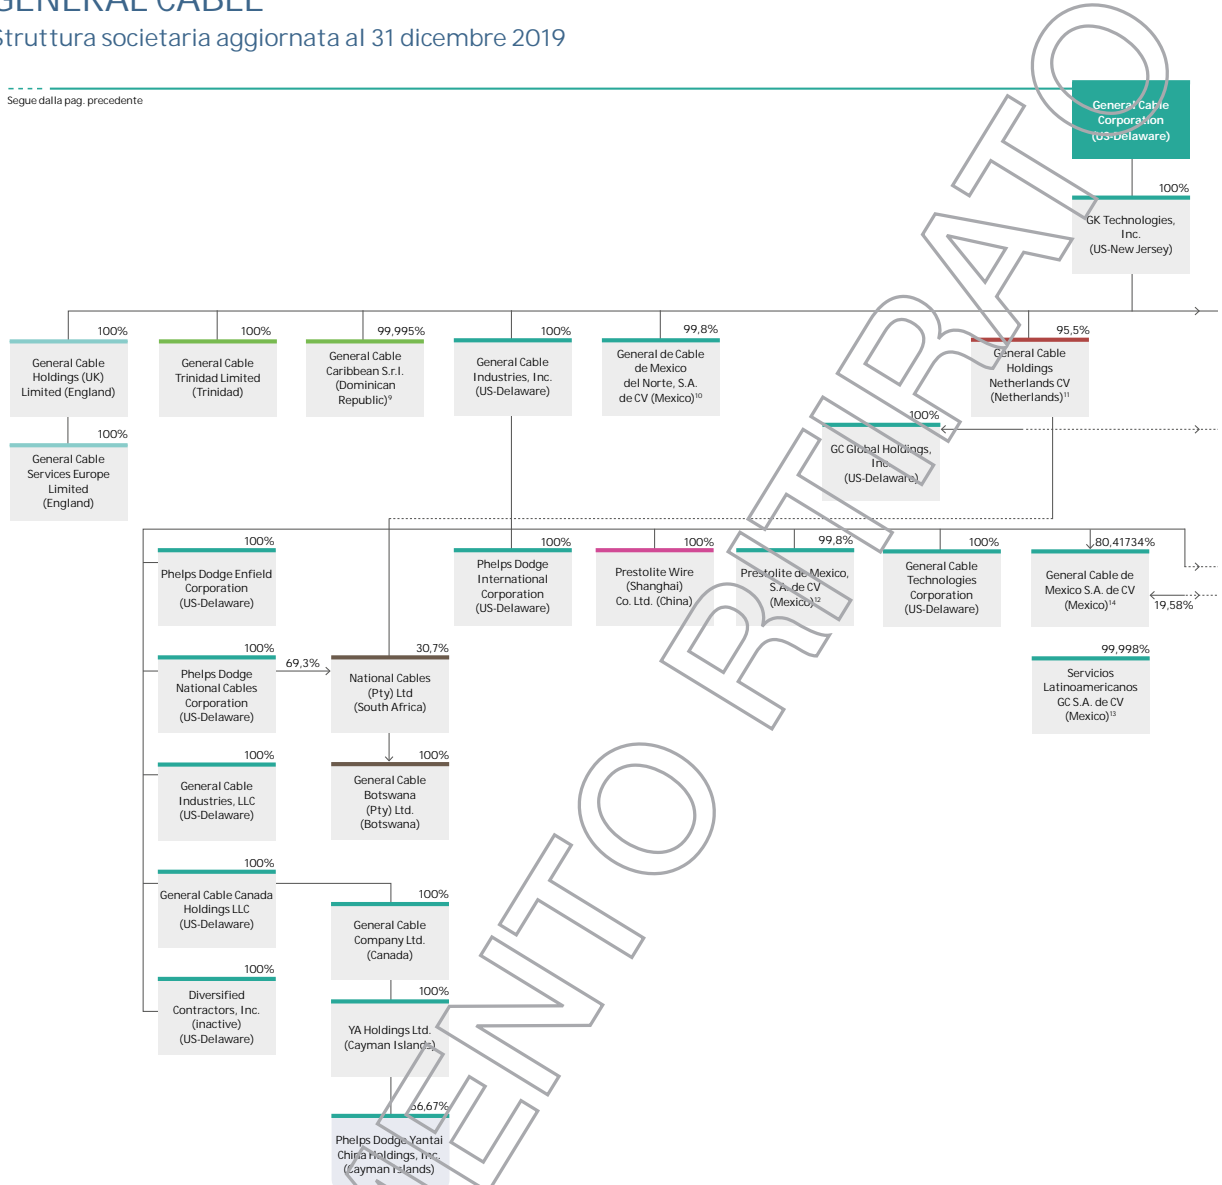 GENERAL CABLE
Struttura societaria aggiornata al 31 dicembre 2019
Segue dalla pag. precedente
General Cable
Corporation
(US-Delaware)
100%
GK Technologies,
Inc.
(US-New Jersey)
100%
General Cable
Holdings (UK)
Limited (England)
100%
General Cable
Trinidad Limited
(Trinidad)
99,995%
General Cable
Caribbean S.r.l.
(Dominican
Republic)⁹
100%
General Cable
Industries, Inc.
(US-Delaware)
99,8%
General de Cable
de Mexico
del Norte, S.A.
de CV (Mexico)¹⁰
95,5%
General Cable
Holdings
Netherlands CV
(Netherlands)¹¹
100%
General Cable
Services Europe
Limited
(England)
100%
GC Global Holdings,
Inc.
(US-Delaware)
100%
Phelps Dodge Enfield
Corporation
(US-Delaware)
100%
Phelps Dodge
International
Corporation
(US-Delaware)
100%
Prestolite Wire
(Shanghai)
Co. Ltd. (China)
99,8%
Prestolite de Mexico,
S.A. de CV
(Mexico)¹²
100%
General Cable
Technologies
Corporation
(US-Delaware)
80,41734%
General Cable de
Mexico S.A. de CV
(Mexico)¹⁴
19,58%
100%
Phelps Dodge
National Cables
Corporation
(US-Delaware)
69,3%
30,7%
National Cables
(Pty) Ltd
(South Africa)
99,998%
Servicios
Latinoamericanos
GC S.A. de CV
(Mexico)¹³
100%
General Cable
Industries, LLC
(US-Delaware)
100%
General Cable
Botswana
(Pty) Ltd.
(Botswana)
100%
General Cable Canada
Holdings LLC
(US-Delaware)
100%
General Cable
Company Ltd.
(Canada)
100%
Diversified
Contractors, Inc.
(inactive)
(US-Delaware)
100%
YA Holdings Ltd.
(Cayman Islands)
66,67%
Phelps Dodge Yantai
China Holdings, Inc.
(Cayman Islands)
MENTO RITIRATO